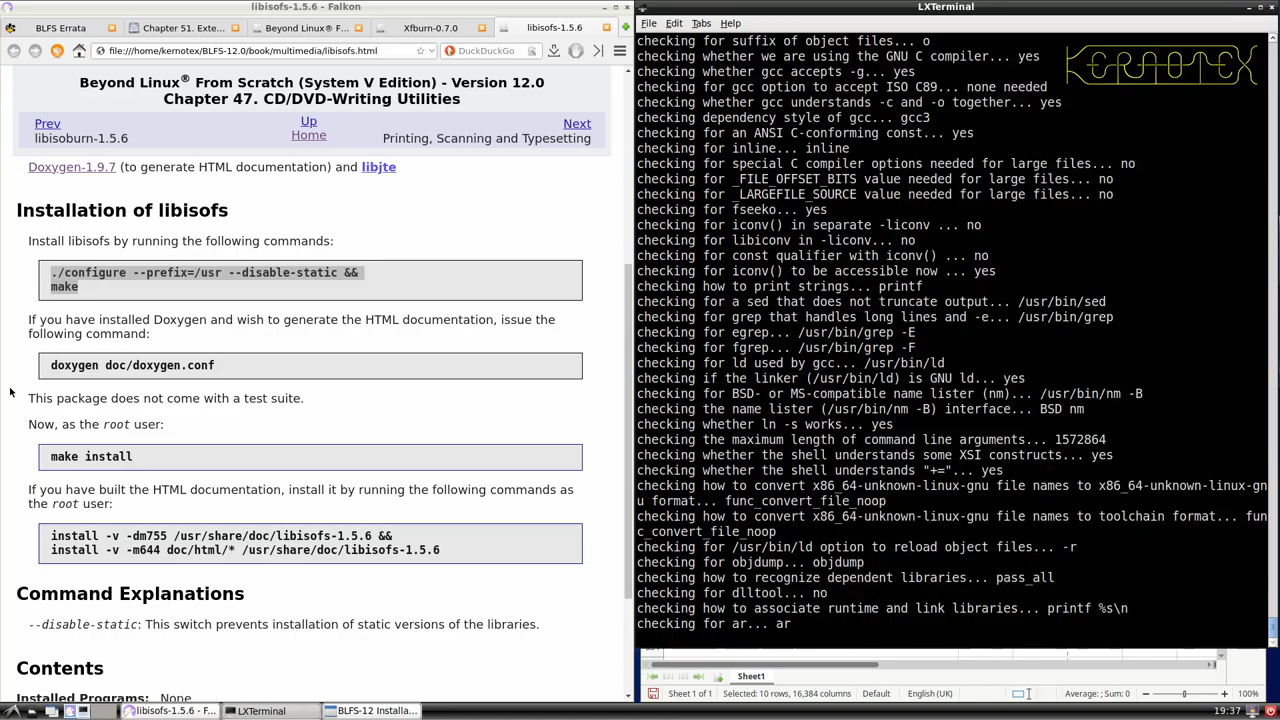 libisofs-1.5.6 - Falkon
BLFS Errata
Chapter 51. Exte...
Beyond Linux® F...
Xfburn-0.7.0
libisofs-1.5.6
file:///home/kernotex/BLFS-12.0/book/multimedia/libisofs.html
DuckDuckGo
Beyond Linux® From Scratch (System V Edition) - Version 12.0
Chapter 47. CD/DVD-Writing Utilities
Prev
Up
Next
libisoburn-1.5.6
Home
Printing, Scanning and Typesetting
Doxygen-1.9.7 (to generate HTML documentation) and libjte
Installation of libisofs
Install libisofs by running the following commands:
./configure --prefix=/usr --disable-static &&
make
If you have installed Doxygen and wish to generate the HTML documentation, issue the
following command:
doxygen doc/doxygen.conf
This package does not come with a test suite.
Now, as the root user:
make install
If you have built the HTML documentation, install it by running the following commands as
the root user:
install -v -dm755 /usr/share/doc/libisofs-1.5.6 &&
install -v -m644 doc/html/* /usr/share/doc/libisofs-1.5.6
Command Explanations
--disable-static: This switch prevents installation of static versions of the libraries.
Contents
Installed Programs: None
LXTerminal
File Edit Tabs Help
KERNOTEX
checking for suffix of object files... o
checking whether we are using the GNU C compiler... yes
checking whether gcc accepts -g... yes
checking for gcc option to accept ISO C89... none needed
checking whether gcc understands -c and -o together... yes
checking dependency style of gcc... gcc3
checking for an ANSI C-conforming const... yes
checking for inline... inline
checking for special C compiler options needed for large files... no
checking for _FILE_OFFSET_BITS value needed for large files... no
checking for _LARGEFILE_SOURCE value needed for large files... no
checking for fseeko... yes
checking for iconv() in separate -liconv ... no
checking for libiconv in -liconv... no
checking for const qualifier with iconv() ... no
checking for iconv() to be accessible now ... yes
checking how to print strings... printf
checking for a sed that does not truncate output... /usr/bin/sed
checking for grep that handles long lines and -e... /usr/bin/grep
checking for egrep... /usr/bin/grep -E
checking for fgrep... /usr/bin/grep -F
checking for ld used by gcc... /usr/bin/ld
checking if the linker (/usr/bin/ld) is GNU ld... yes
checking for BSD- or MS-compatible name lister (nm)... /usr/bin/nm -B
checking the name lister (/usr/bin/nm -B) interface... BSD nm
checking whether ln -s works... yes
checking the maximum length of command line arguments... 1572864
checking whether the shell understands some XSI constructs... yes
checking whether the shell understands "+="... yes
checking how to convert x86_64-unknown-linux-gnu file names to x86_64-unknown-linux-gn
u format... func_convert_file_noop
checking how to convert x86_64-unknown-linux-gnu file names to toolchain format... fun
c_convert_file_noop
checking for /usr/bin/ld option to reload object files... -r
checking for objdump... objdump
checking how to recognize dependent libraries... pass_all
checking for dlltool... no
checking how to associate runtime and link libraries... printf %s\n
checking for ar... ar
Sheet1
Sheet 1 of 1
Selected: 10 rows, 16,384 columns
Default
English (UK)
Average: ; Sum: 0
100%
libisofs-1.5.6 - F...
LXTerminal
BLFS-12 Installa...
19:37